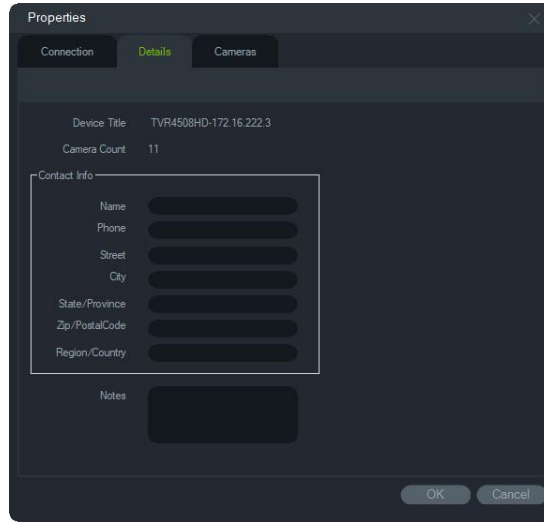 Properties
Connection Details Cameras
Device Title TVR4508HD-172.16.222.3
Camera Count 11
Contact Info
Name
Phone
Street
City
State/Province
Zip/PostalCode
Region/Country
Notes
OK Cancel